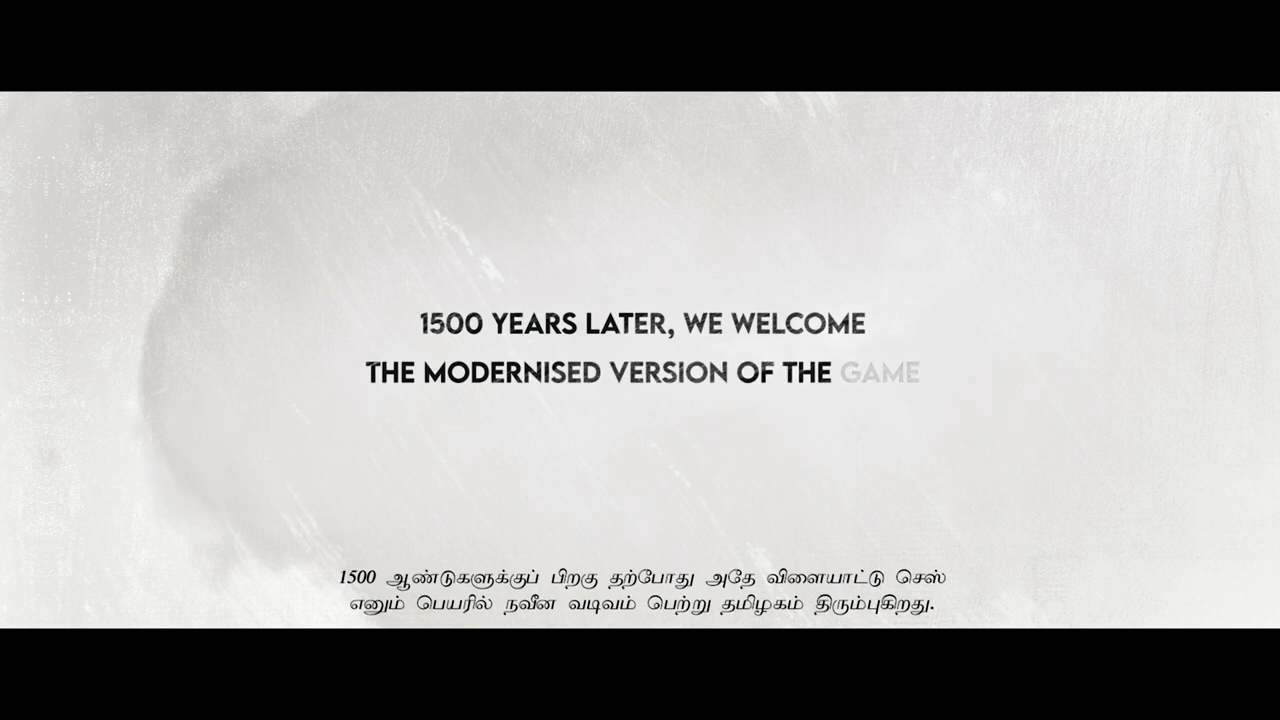 1500 YEARS LATER, WE WELCOME
THE MODERNISED VERSION OF THE GAME
1500 ஆண்டுகளுக்குப் பிறகு தற்போது அதே விளையாட்டு செஸ்
எனும் பெயரில் நவீன வடிவம் பெற்று தமிழகம் திரும்புகிறது.